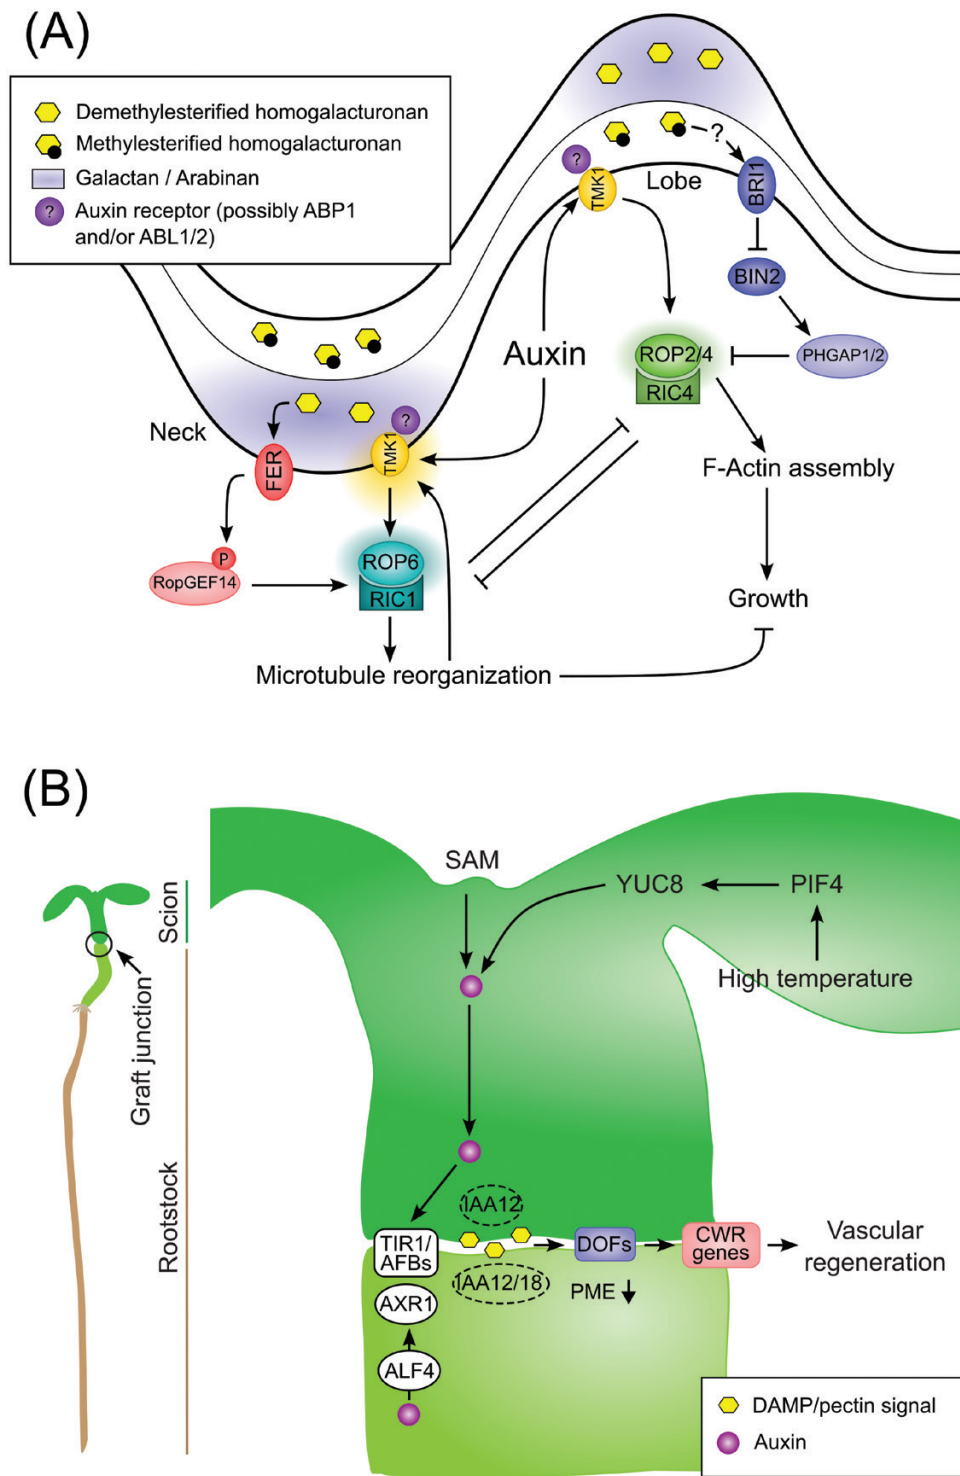 (A)
Demethylesterified homogalacturonan
Methylesterified homogalacturonan
Galactan / Arabinan
? Auxin receptor (possibly ABP1
and/or ABL1/2)
?
?
TMK1
Lobe
BRI1
BIN2
Auxin
ROP2/4
RIC4
PHGAP1/2
Neck
?
FER
TMK1
F-Actin assembly
P
RopGEF14
ROP6
RIC1
Growth
Microtubule reorganization
(B)
SAM
YUC8
PIF4
Scion
High temperature
Graft junction
Rootstock
IAA12
TIR1/
AFBs
DOFs
CWR
genes
Vascular
regeneration
IAA12/18
PME
AXR1
ALF4
DAMP/pectin signal
Auxin